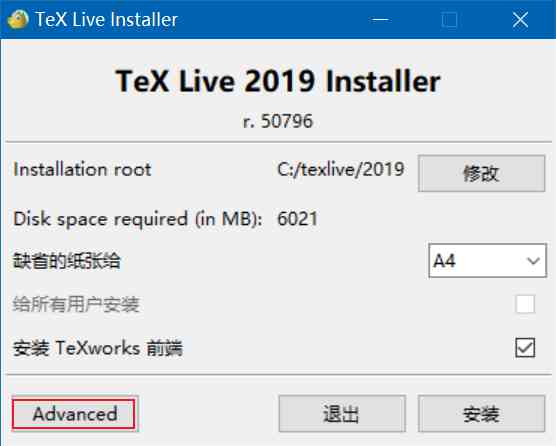 TeX Live Installer
TeX Live 2019 Installer
r. 50796
Installation root C:/texlive/2019 修改
Disk space required (in MB): 6021
缺省的纸张给 A4
给所有用户安装
安装 TeXworks 前端
Advanced 退出 安装